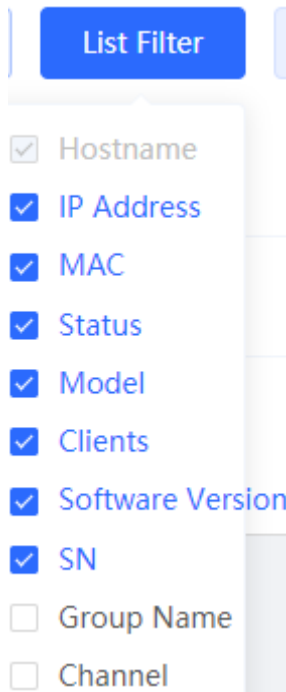 List Filter
Hostname
IP Address
MAC
Status
Model
Clients
Software Version
SN
Group Name
Channel